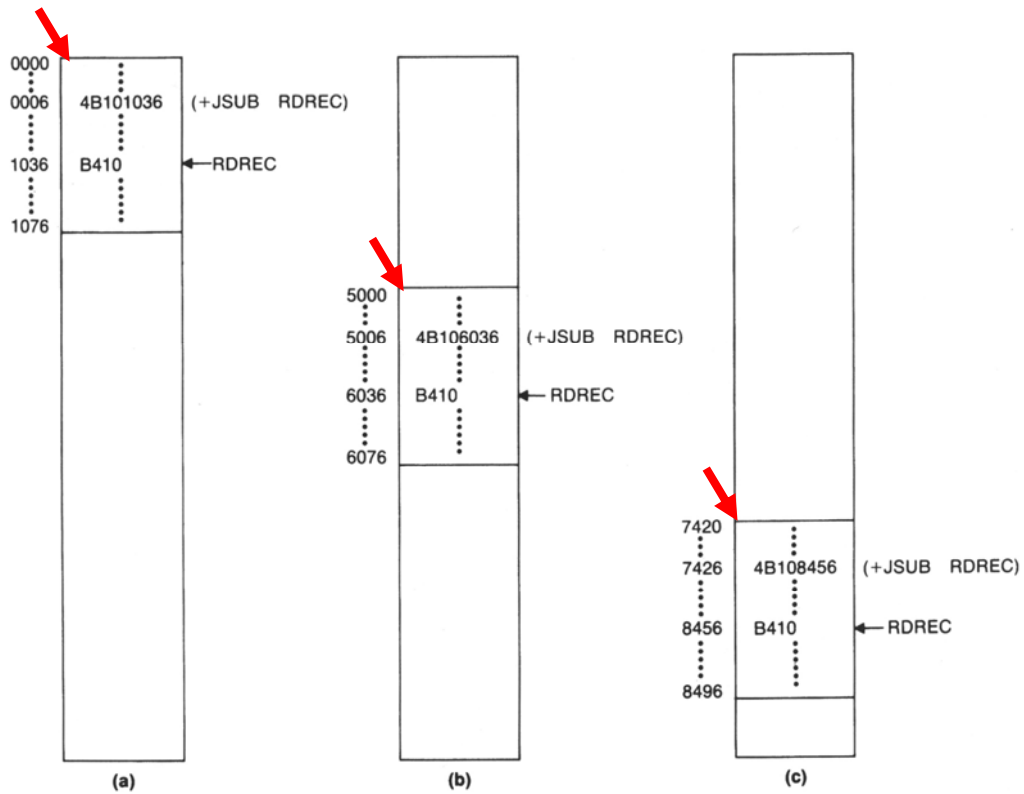 0000
0006 4B101036 (+JSUB RDREC)
1036 B410 RDREC
1076
(a)
5000
5006 4B106036 (+JSUB RDREC)
6036 B410 RDREC
6076
(b)
7420
7426 4B108456 (+JSUB RDREC)
8456 B410 RDREC
8496
(c)